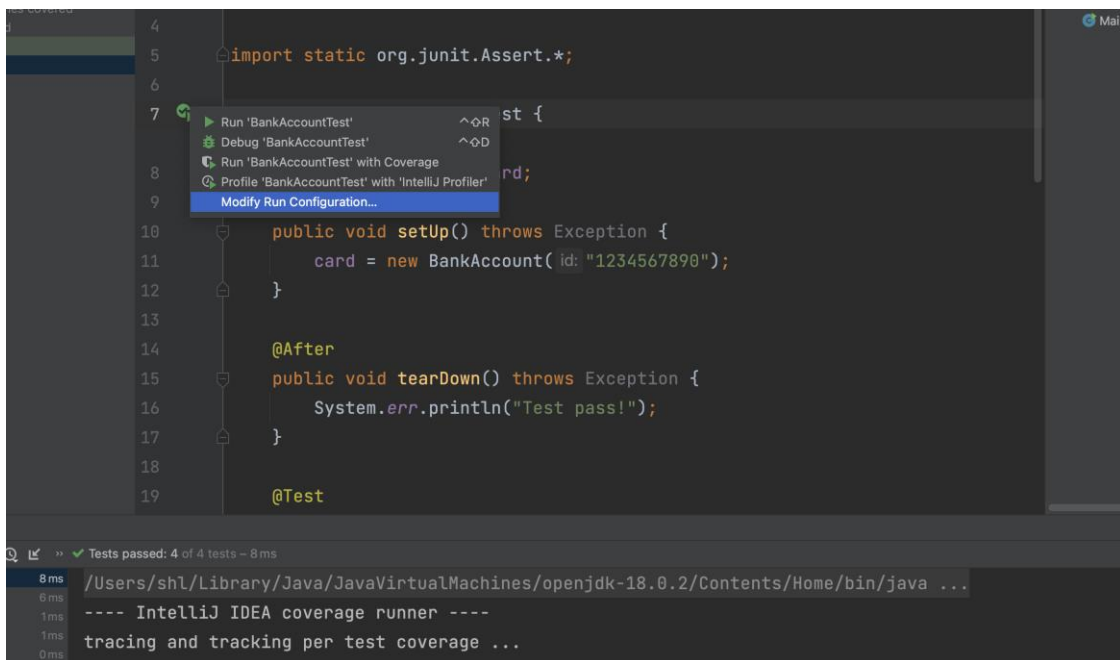 4
Mai
5 import static org.junit.Assert.*;
6
7 st {
Run 'BankAccountTest' ^⇧R
Debug 'BankAccountTest' ^⇧D
Run 'BankAccountTest' with Coverage
8 rd;
Profile 'BankAccountTest' with 'IntelliJ Profiler'
9 Modify Run Configuration...
10 public void setUp() throws Exception {
11 card = new BankAccount( id: "1234567890");
12 }
13
14 @After
15 public void tearDown() throws Exception {
16 System.err.println("Test pass!");
17 }
18
19 @Test
Tests passed: 4 of 4 tests – 8 ms
8 ms /Users/shl/Library/Java/JavaVirtualMachines/openjdk-18.0.2/Contents/Home/bin/java ...
6 ms
---- IntelliJ IDEA coverage runner ----
1 ms
1 ms tracing and tracking per test coverage ...
0 ms